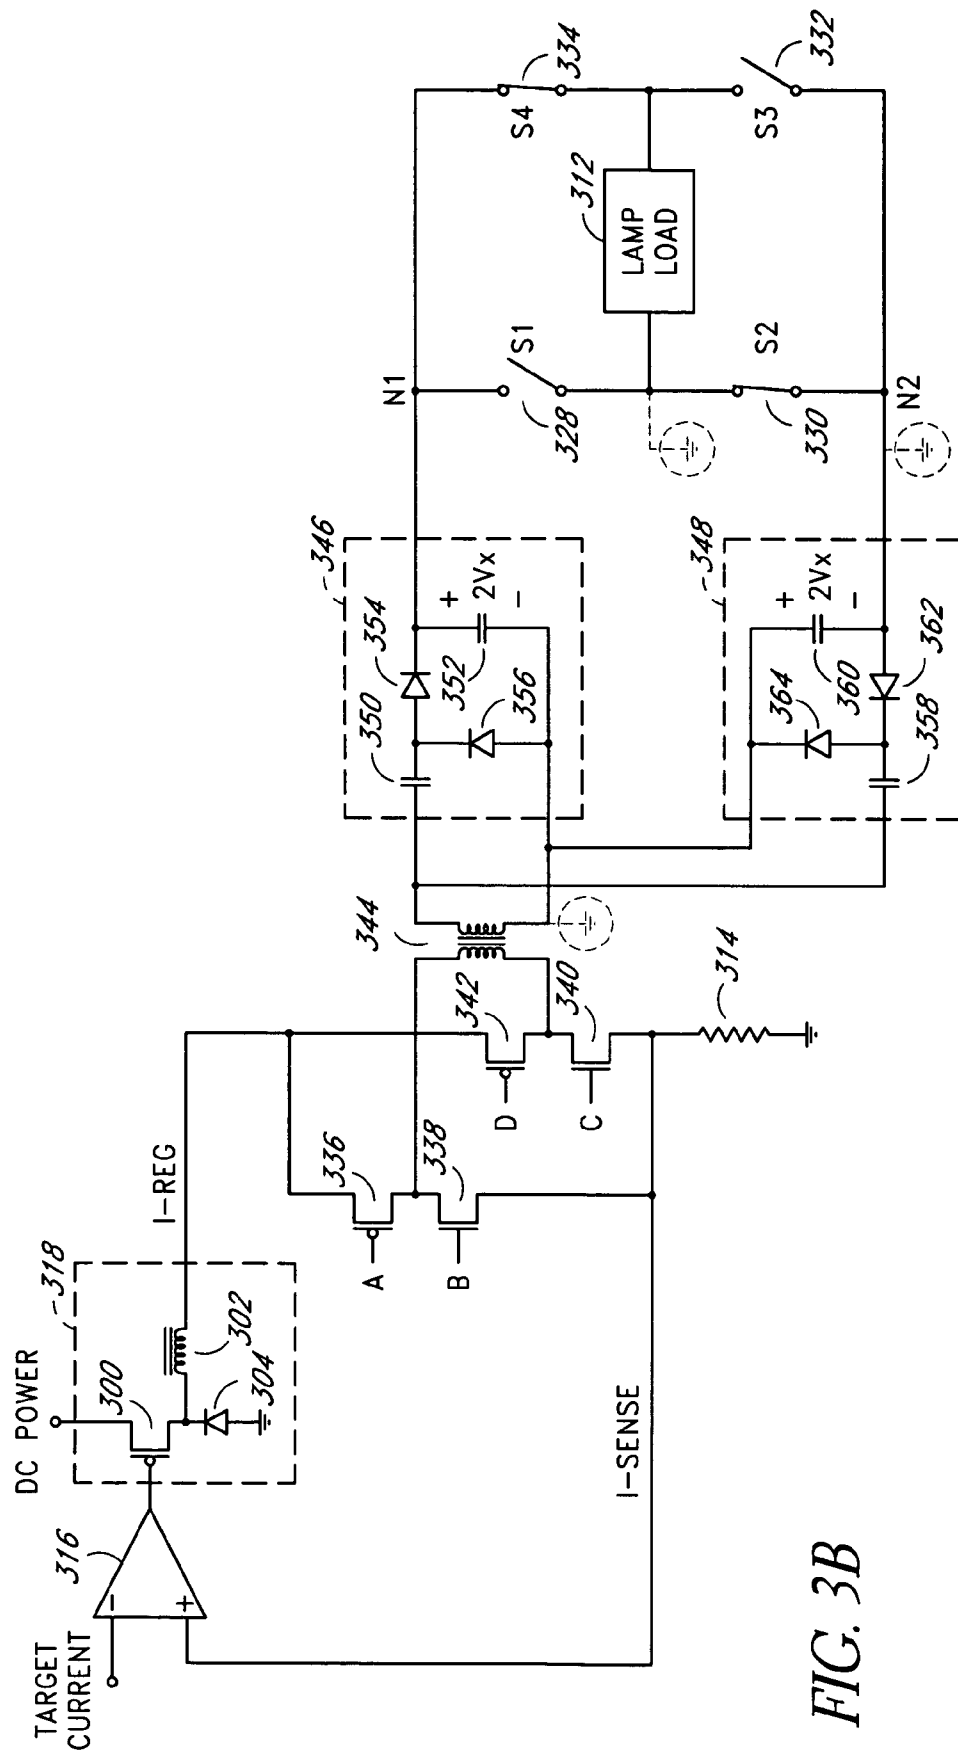 TARGET
CURRENT
316
-
+
DC POWER
318
300
302
304
I-REG
I-SENSE
A
336
B
338
D
342
C
340
314
344
346
350
354
352
356
+
2Vx
-
348
364
360
358
362
+
2Vx
-
N1
N2
S1
328
S2
330
LAMP
LOAD
312
S4
334
S3
332
FIG. 3B